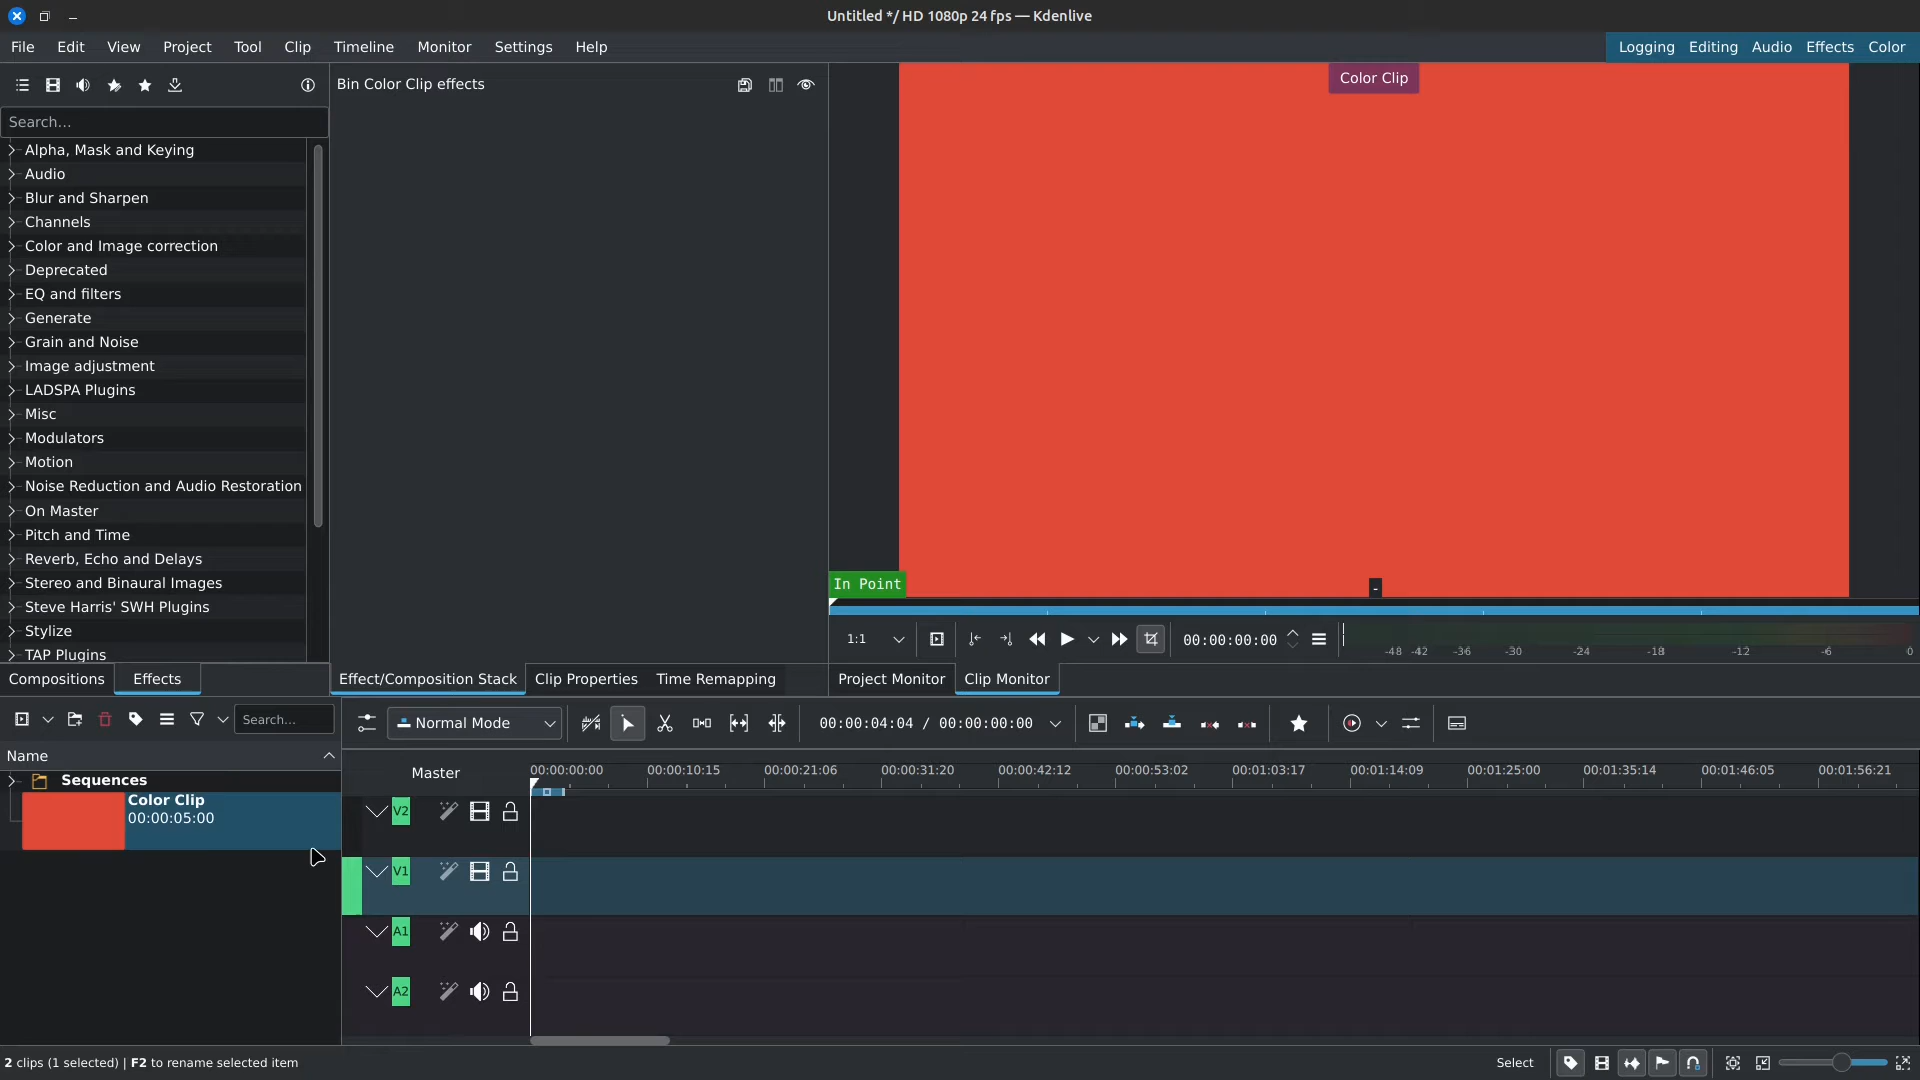 Untitled */ HD 1080p 24 fps — Kdenlive
File Edit View Project Tool Clip Timeline Monitor Settings Help
Logging Editing Audio Effects Color
Bin Color Clip effects
Color Clip
Search...
Alpha, Mask and Keying
Audio
Blur and Sharpen
Channels
Color and Image correction
Deprecated
EQ and filters
Generate
Grain and Noise
Image adjustment
LADSPA Plugins
Misc
Modulators
Motion
Noise Reduction and Audio Restoration
On Master
Pitch and Time
Reverb, Echo and Delays
Stereo and Binaural Images
Steve Harris' SWH Plugins
Stylize
TAP Plugins
In Point
-
1:1
00:00:00:00
-48 -42 -36 -30 -24 -18 -12 -6 0
Compositions Effects
Effect/Composition Stack Clip Properties Time Remapping
Project Monitor Clip Monitor
Search...
Normal Mode
00:00:04:04 / 00:00:00:00
Name
Sequences
Color Clip
00:00:05:00
Master
00:00:00:00 00:00:10:15 00:00:21:06 00:00:31:20 00:00:42:12 00:00:53:02 00:01:03:17 00:01:14:09 00:01:25:00 00:01:35:14 00:01:46:05 00:01:56:21
V2
V1
A1
A2
2 clips (1 selected) | F2 to rename selected item
Select